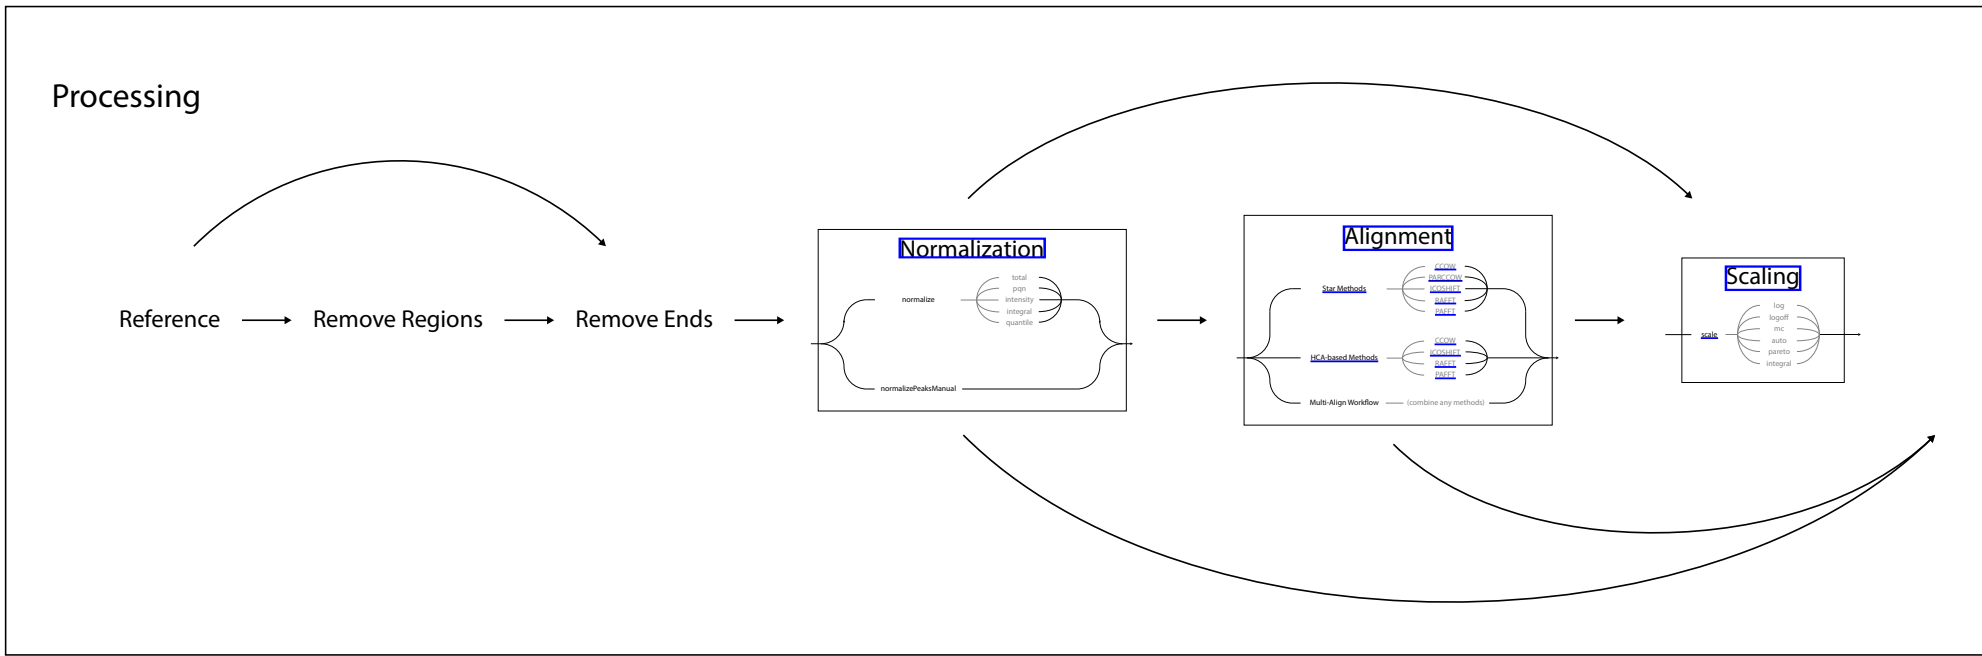 Processing
Reference
Remove Regions
Remove Ends
Normalization
normalize
total
pqn
intensity
integral
quantile
normalizePeaksManual
Alignment
Star Methods
CCOW
PARCCOW
ICOSHIFT
RAFFT
PAFFT
HCA-based Methods
CCOW
ICOSHIFT
RAFFT
PAFFT
Multi-Align Workflow
(combine any methods)
Scaling
scale
log
logoff
mc
auto
pareto
integral